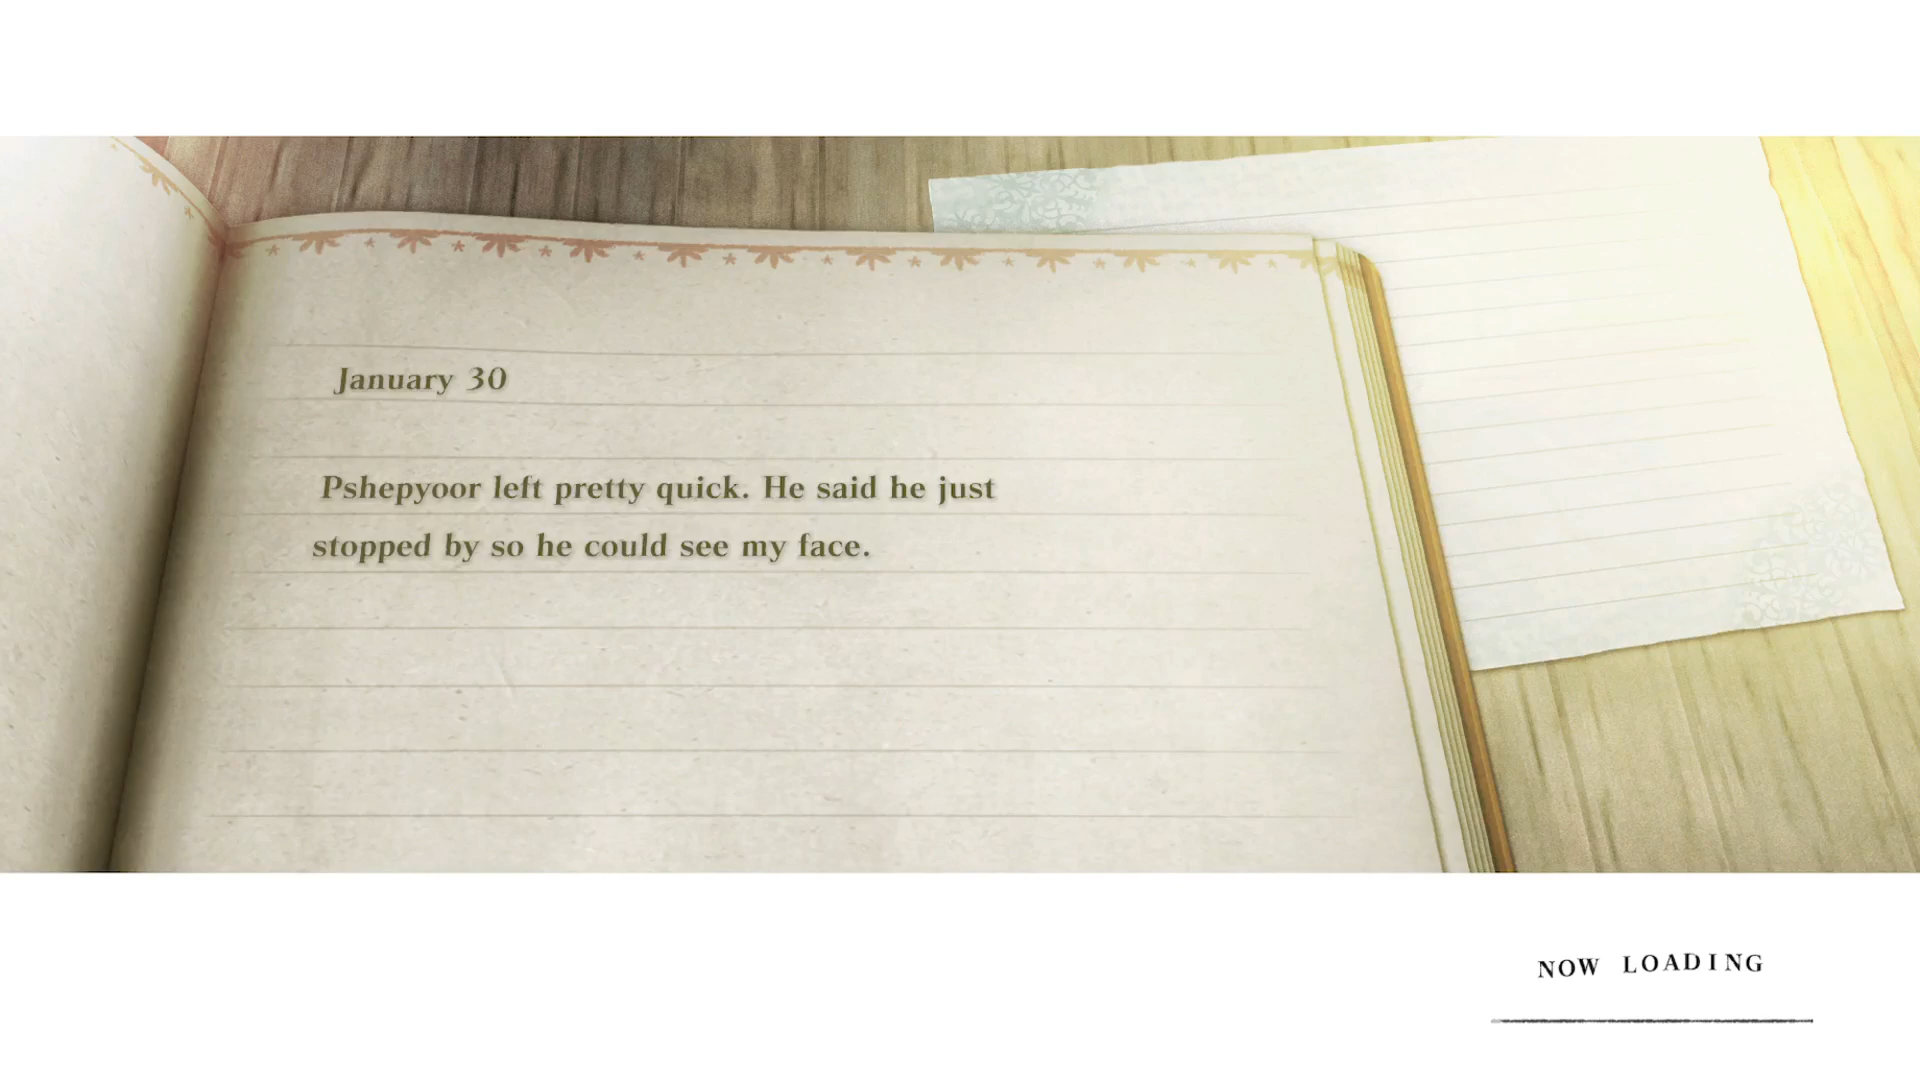 January 30
Pshepyoor left pretty quick. He said he just
stopped by so he could see my face.
NOW LOADING